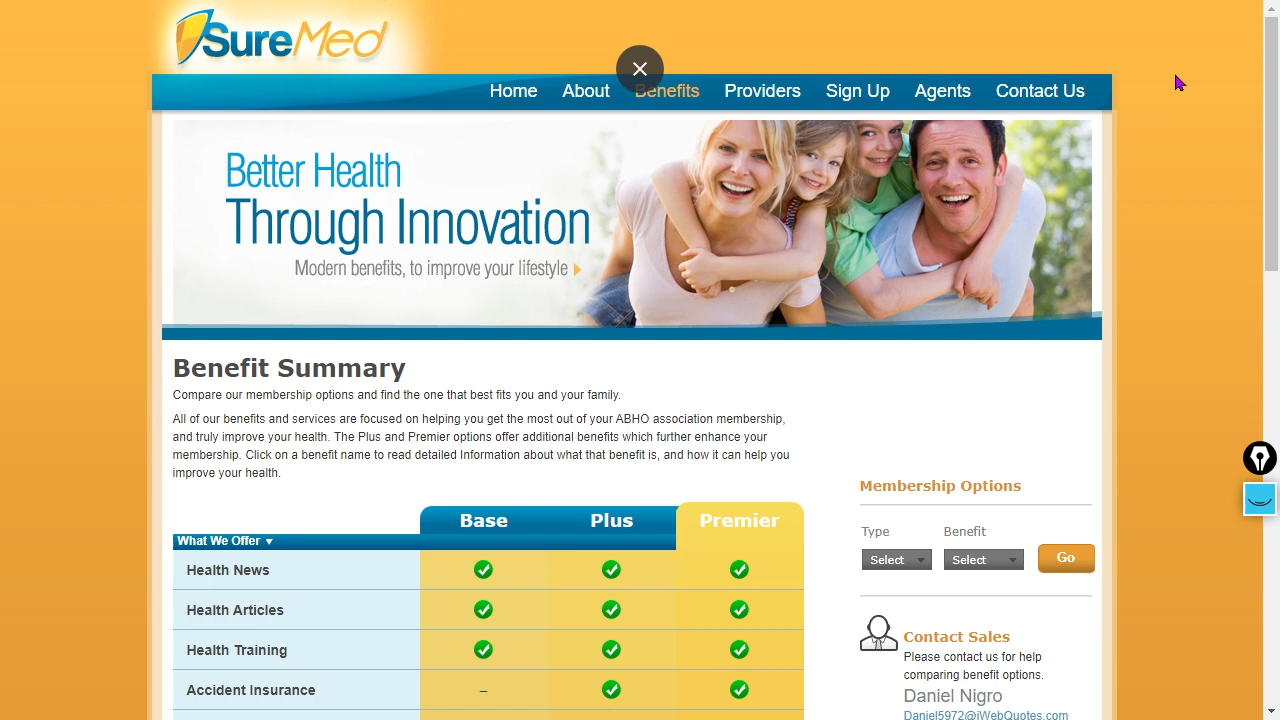 SureMed
Home About Benefits Providers Sign Up Agents Contact Us
Better Health
Through Innovation
Modern benefits, to improve your lifestyle
Benefit Summary
Compare our membership options and find the one that best fits you and your family.
All of our benefits and services are focused on helping you get the most out of your ABHO association membership,
and truly improve your health. The Plus and Premier options offer additional benefits which further enhance your
membership. Click on a benefit name to read detailed Information about what that benefit is, and how it can help you
improve your health.
Base Plus Premier
What We Offer
Health News
Health Articles
Health Training
Accident Insurance –
Membership Options
Type Benefit
Select Select Go
Contact Sales
Please contact us for help
comparing benefit options.
Daniel Nigro
Daniel5972@iWebQuotes.com